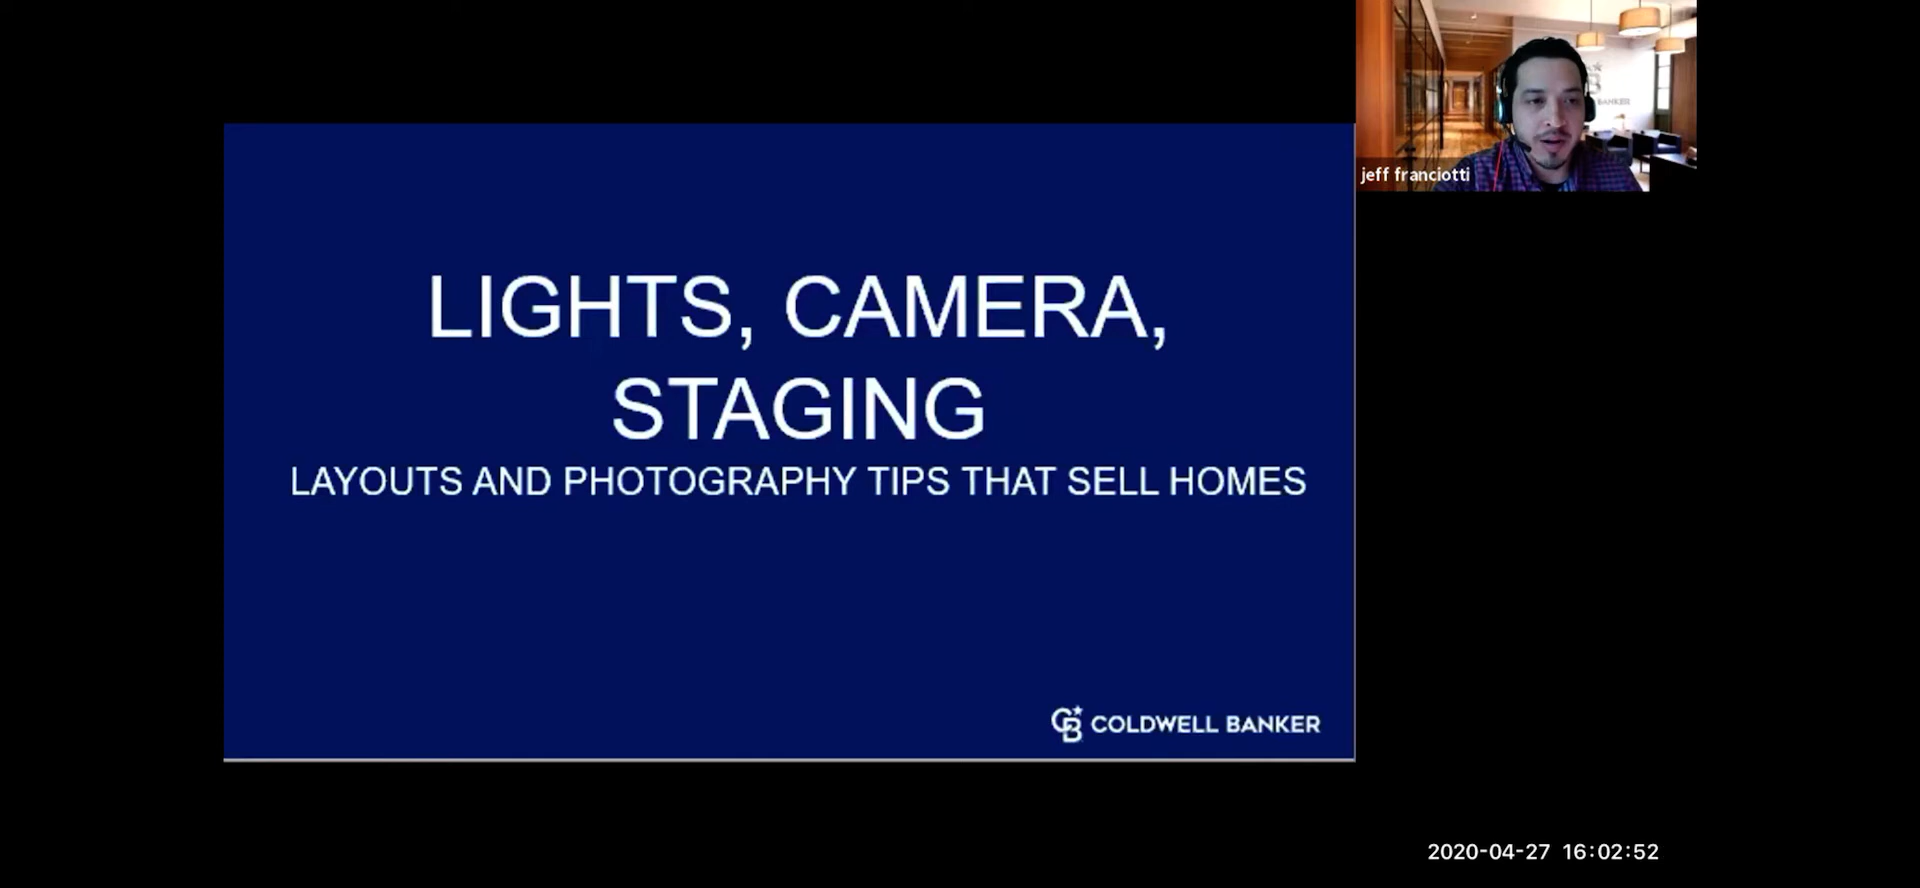 jeff franciotti
LIGHTS, CAMERA,
STAGING
LAYOUTS AND PHOTOGRAPHY TIPS THAT SELL HOMES
COLDWELL BANKER
2020-04-27 16:02:52